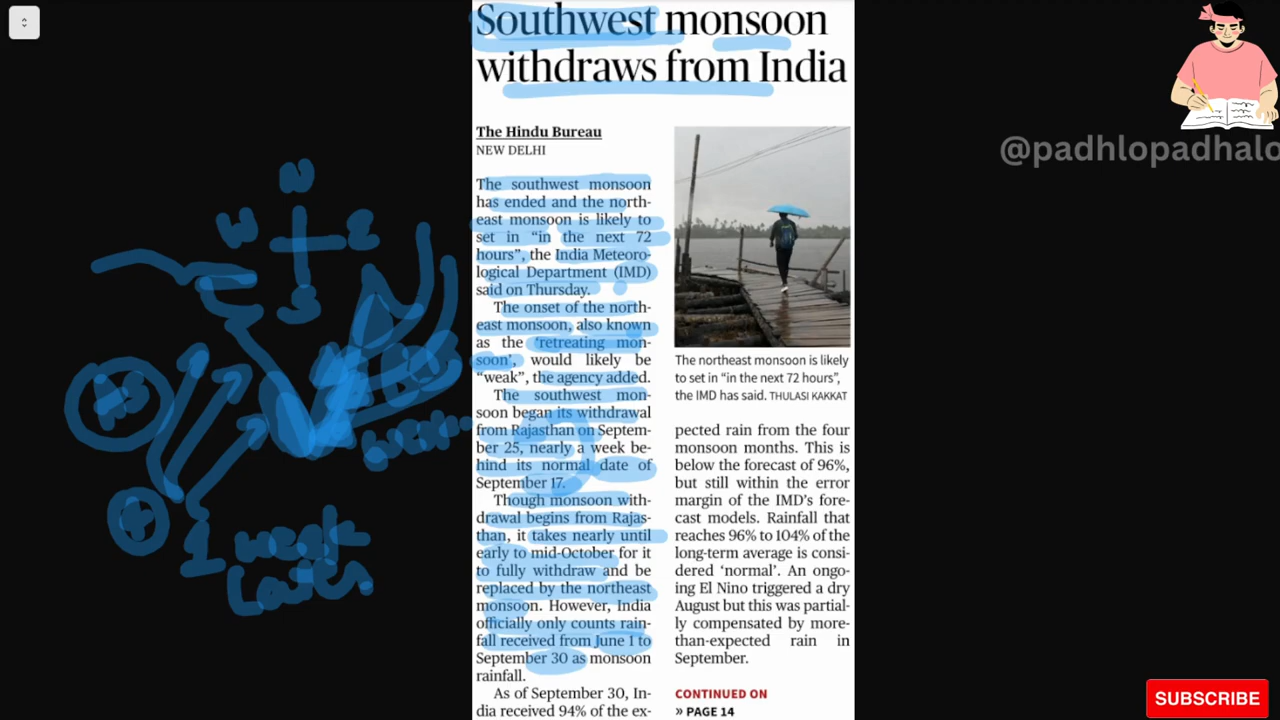 Southwest monsoon
withdraws from India
The Hindu Bureau
NEW DELHI
The southwest monsoon
has ended and the north-
east monsoon is likely to
set in “in the next 72
hours”, the India Meteoro-
logical Department (IMD)
said on Thursday.
The onset of the north-
east monsoon, also known
as the ‘retreating mon-
soon’, would likely be
“weak”, the agency added.
The southwest mon-
soon began its withdrawal
from Rajasthan on Septem-
ber 25, nearly a week be-
hind its normal date of
September 17.
Though monsoon with-
drawal begins from Rajas-
than, it takes nearly until
early to mid-October for it
to fully withdraw and be
replaced by the northeast
monsoon. However, India
officially only counts rain-
fall received from June 1 to
September 30 as monsoon
rainfall.
As of September 30, In-
dia received 94% of the ex-
The northeast monsoon is likely
to set in “in the next 72 hours”,
the IMD has said. THULASI KAKKAT
pected rain from the four
monsoon months. This is
below the forecast of 96%,
but still within the error
margin of the IMD’s fore-
cast models. Rainfall that
reaches 96% to 104% of the
long-term average is consi-
dered ‘normal’. An ongo-
ing El Nino triggered a dry
August but this was partial-
ly compensated by more-
than-expected rain in
September.
CONTINUED ON
» PAGE 14
@padhlopadhalo
SUBSCRIBE
N
W E
S
weak